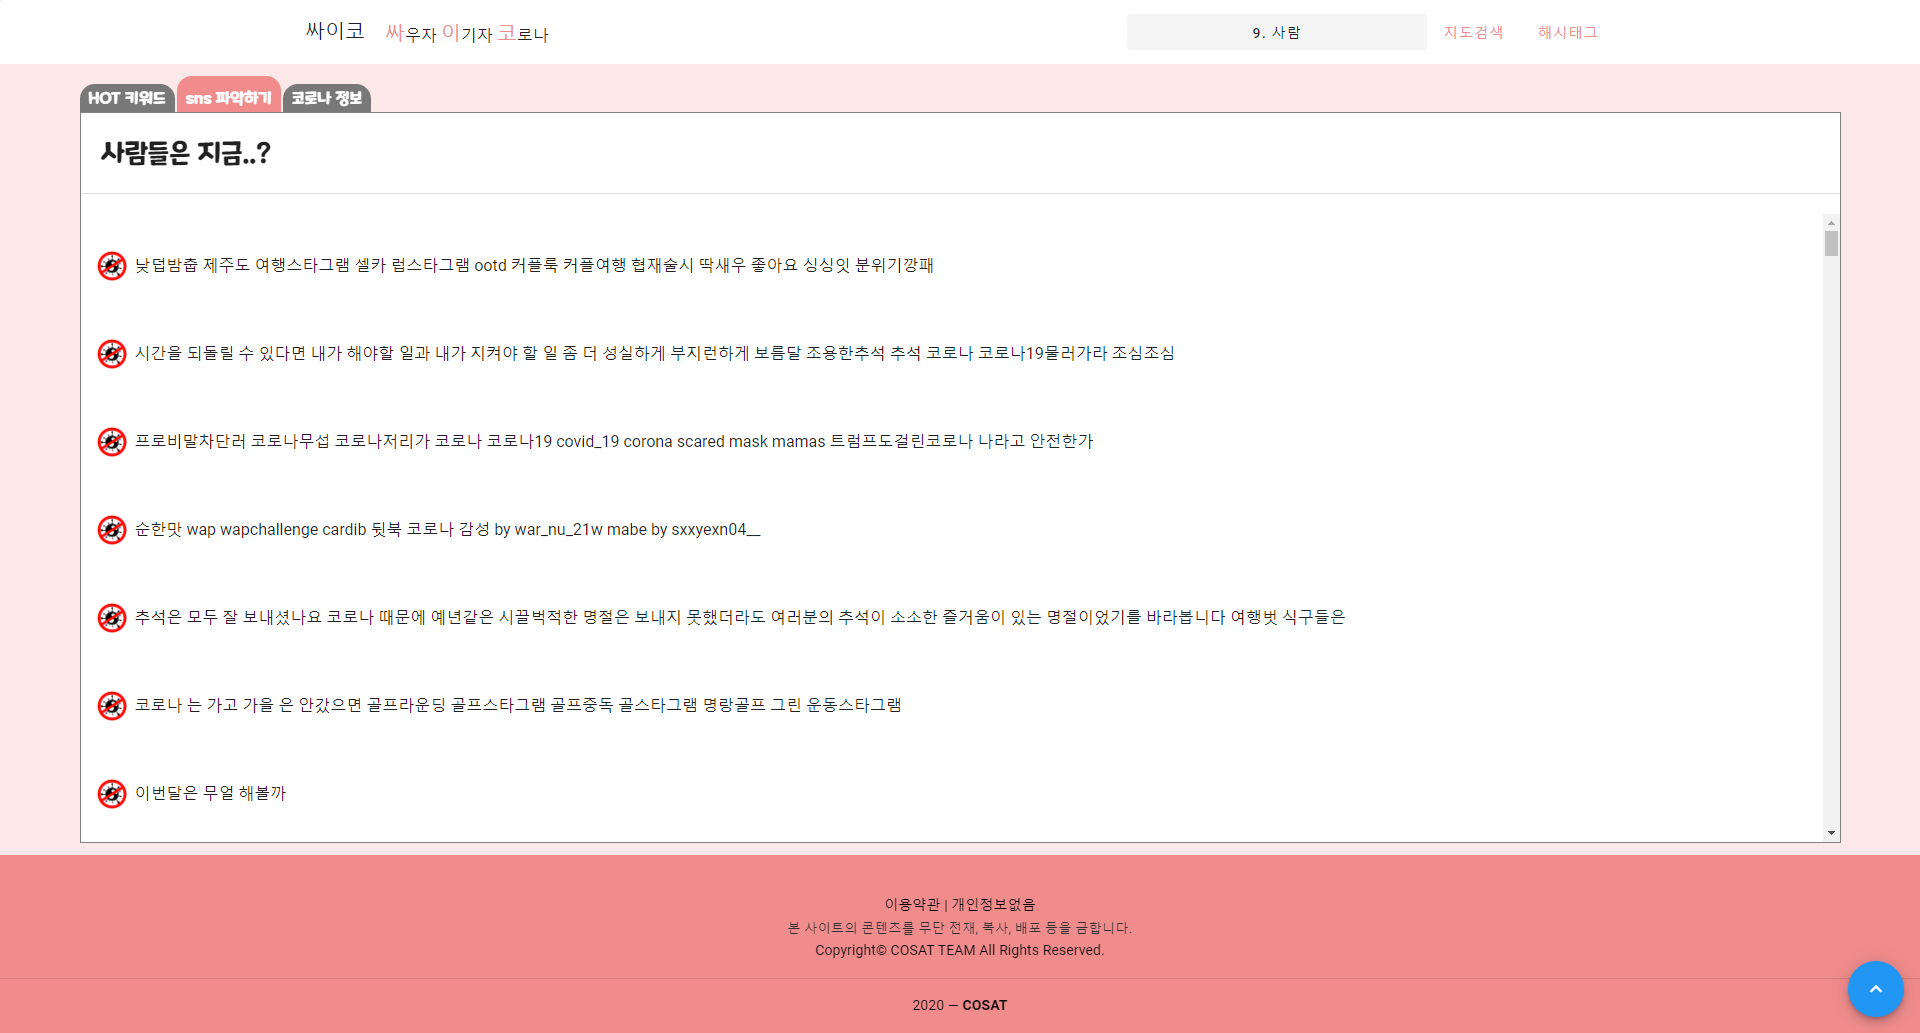 싸이코 싸우자 이기자 코로나 9. 사람 지도검색 해시태그
HOT 키워드 sns 파악하기 코로나 정보
사람들은 지금..?
낮덥밤춥 제주도 여행스타그램 셀카 럽스타그램 ootd 커플룩 커플여행 협재술시 딱새우 좋아요 싱싱잇 분위기깡패
시간을 되돌릴 수 있다면 내가 해야할 일과 내가 지켜야 할 일 좀 더 성실하게 부지런하게 보름달 조용한추석 추석 코로나 코로나19물러가라 조심조심
프로비말차단러 코로나무섭 코로나저리가 코로나 코로나19 covid_19 corona scared mask mamas 트럼프도걸린코로나 나라고 안전한가
순한맛 wap wapchallenge cardib 뒷북 코로나 감성 by war_nu_21w mabe by sxxyexn04__
추석은 모두 잘 보내셨나요 코로나 때문에 예년같은 시끌벅적한 명절은 보내지 못했더라도 여러분의 추석이 소소한 즐거움이 있는 명절이었기를 바라봅니다 여행벗 식구들은
코로나 는 가고 가을 은 안갔으면 골프라운딩 골프스타그램 골프중독 골스타그램 명랑골프 그린 운동스타그램
이번달은 무얼 해볼까
이용약관 | 개인정보없음
본 사이트의 콘텐츠를 무단 전재, 복사, 배포 등을 금합니다.
Copyright© COSAT TEAM All Rights Reserved.
2020 — COSAT